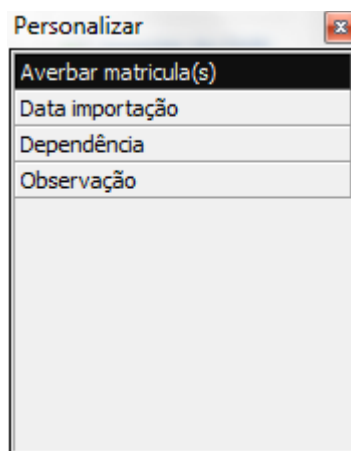 Personalizar
Averbar matricula(s)
Data importação
Dependência
Observação